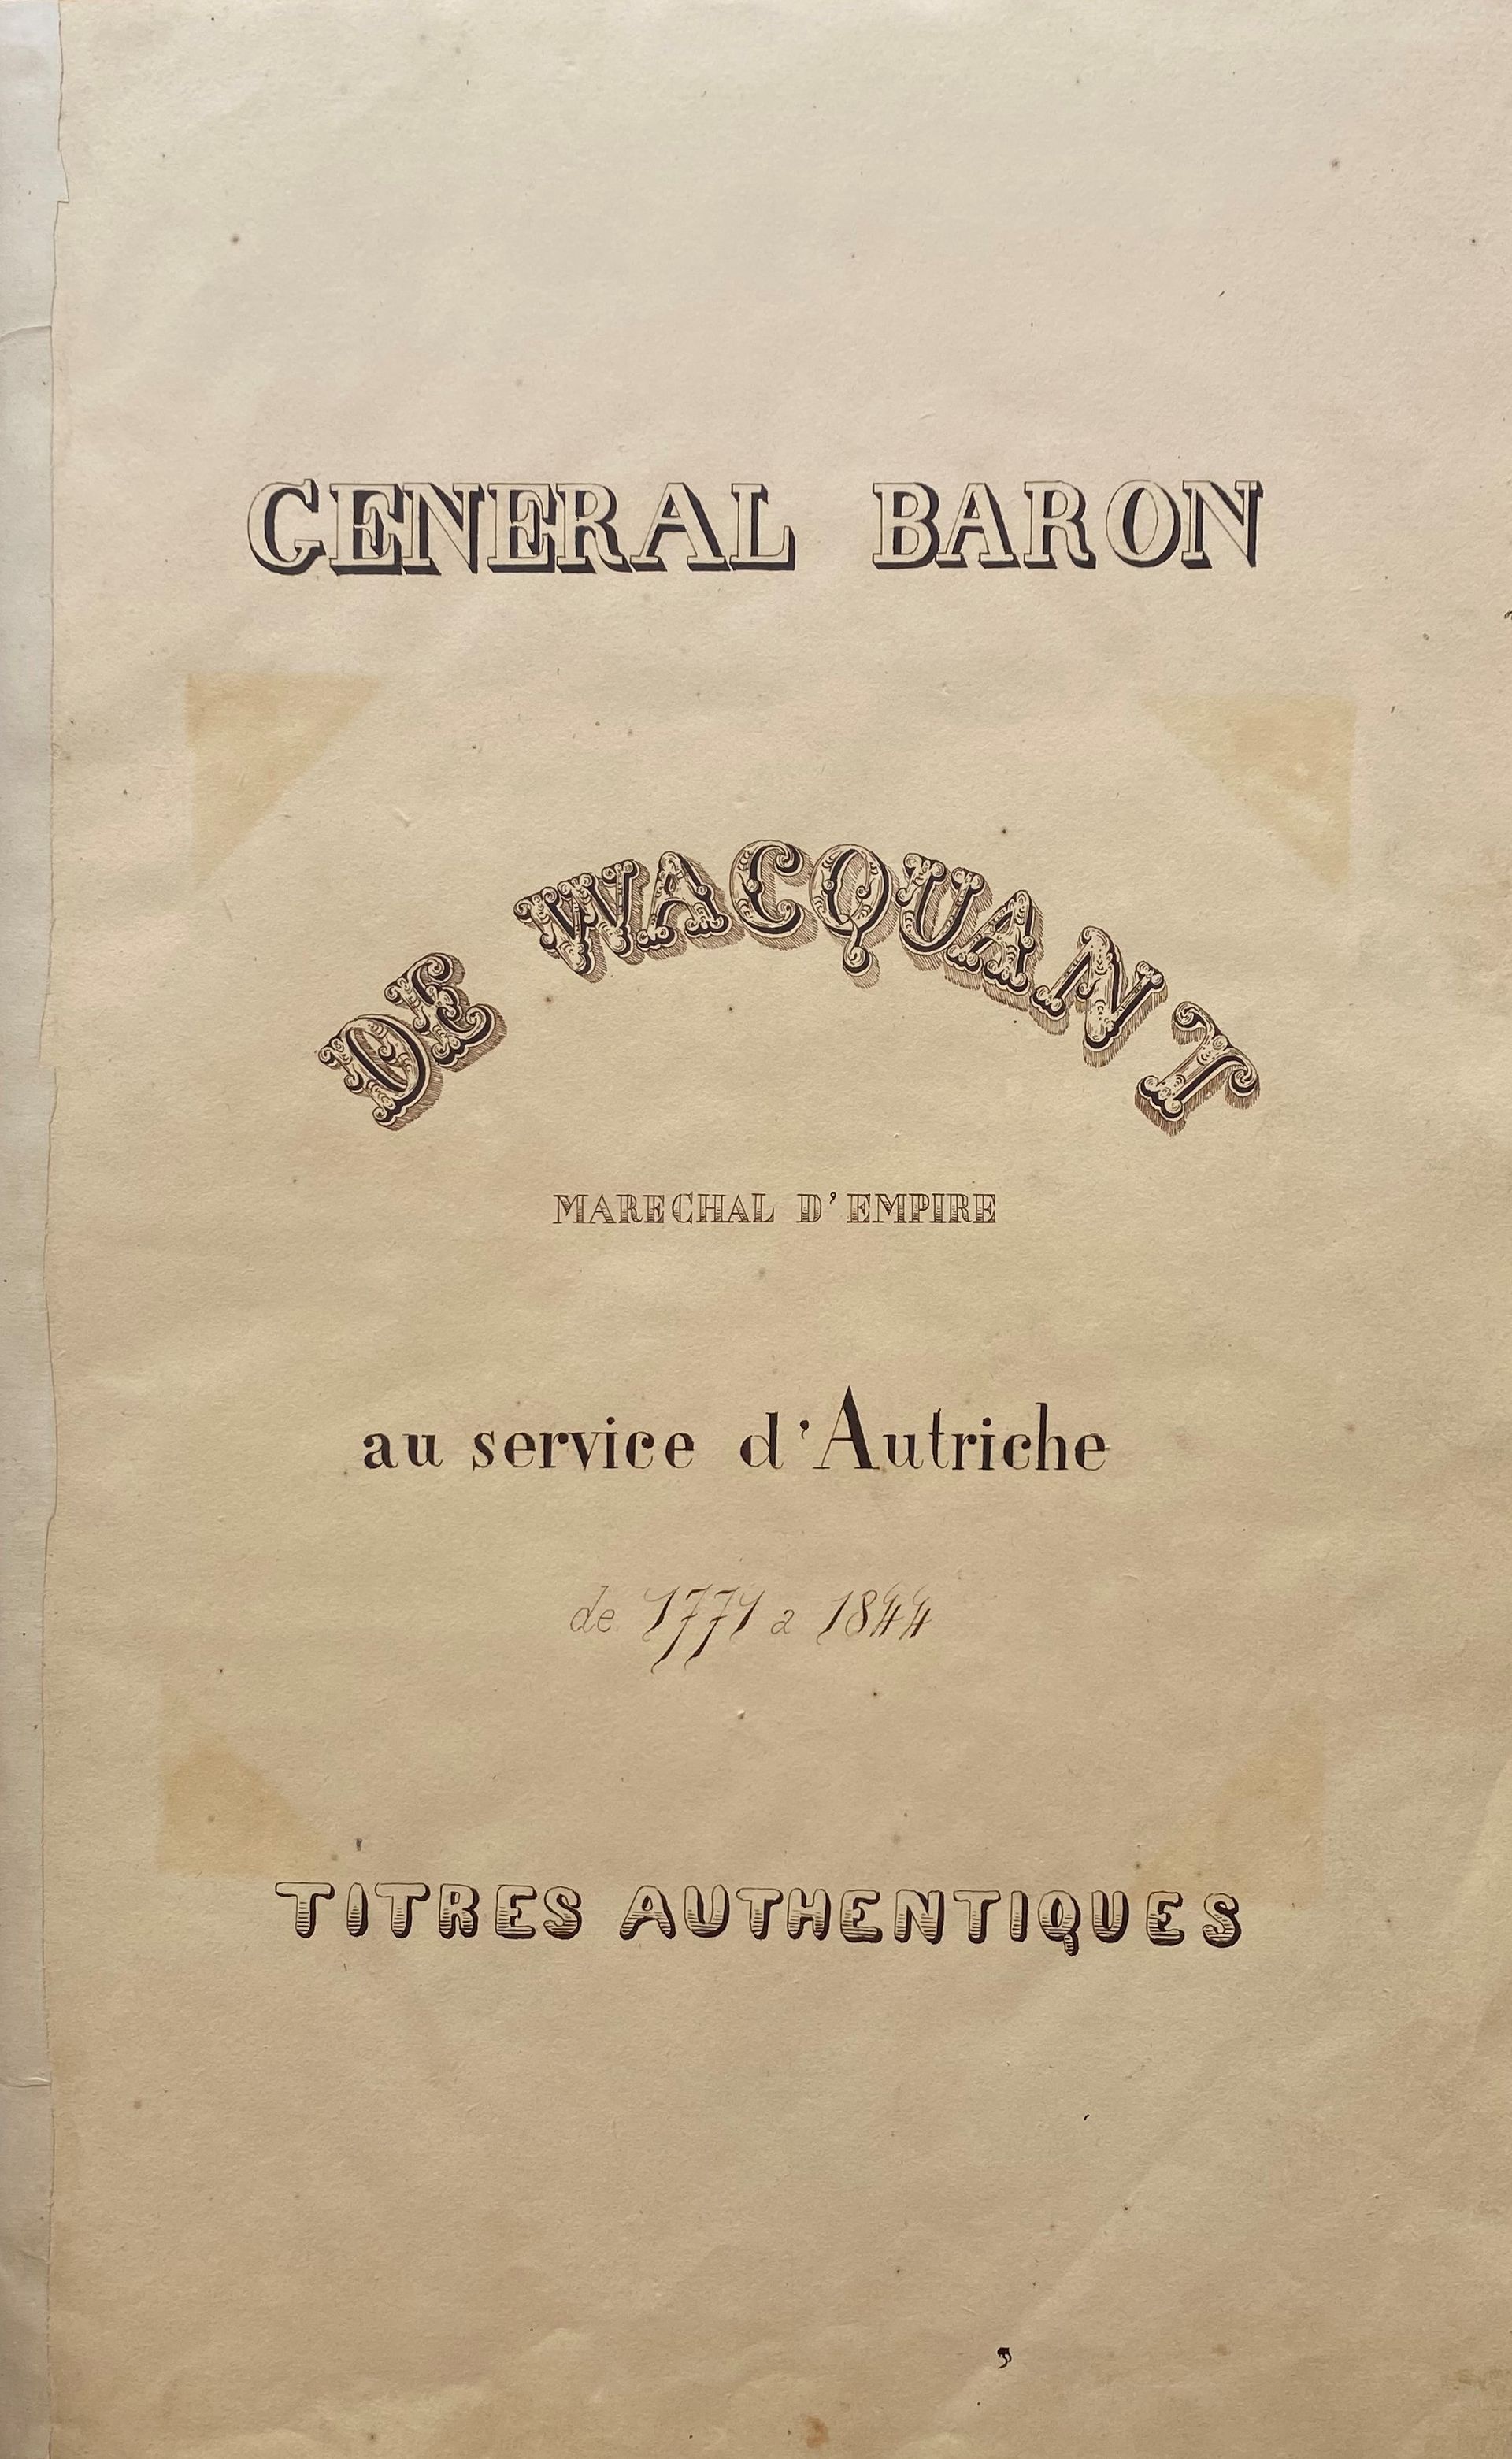 GENERAL BARON
DE WACQUANT
MARECHAL D'EMPIRE
au service d'Autriche
de 1771 a 1844
TITRES AUTHENTIQUES